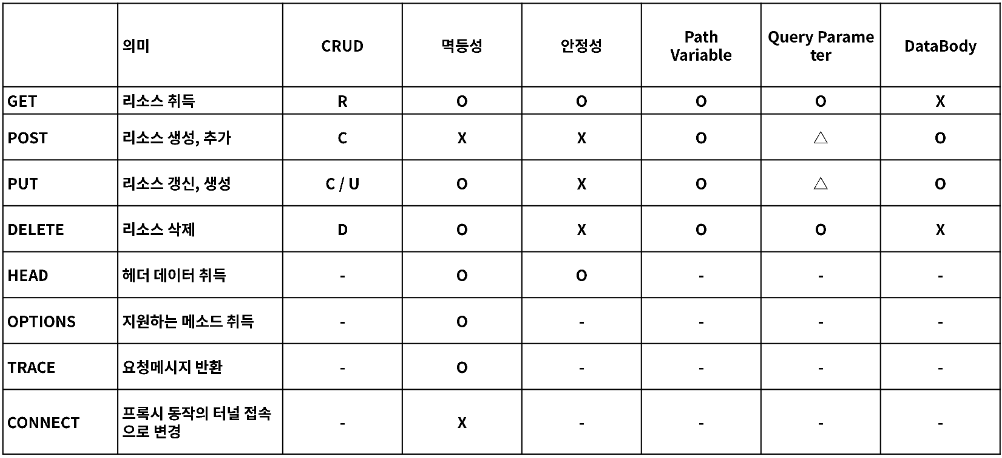 의미 CRUD 멱등성 안정성 Path Variable Query Parame ter DataBody
GET 리소스 취득 R O O O O X
POST 리소스 생성, 추가 C X X O △ O
PUT 리소스 갱신, 생성 C / U O X O △ O
DELETE 리소스 삭제 D O X O O X
HEAD 헤더 데이터 취득 - O O - - -
OPTIONS 지원하는 메소드 취득 - O - - - -
TRACE 요청메시지 반환 - O - - - -
CONNECT 프록시 동작의 터널 접속
으로 변경 - X - - - -